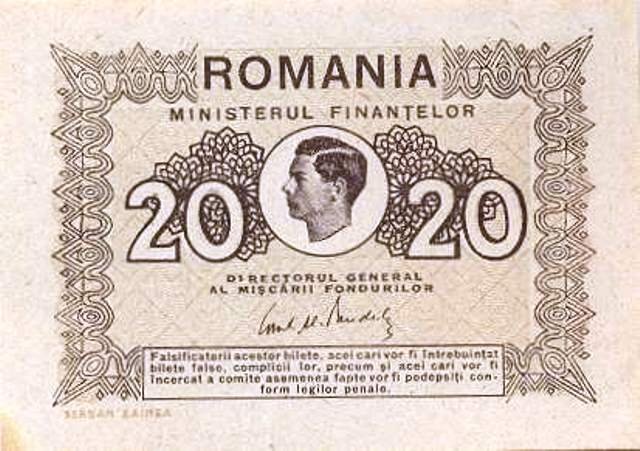 ROMANIA
MINISTERUL FINANȚELOR
20 20
DIRECTORUL GENERAL
AL MIȘCĂRII FONDURILOR
Falsificatorii acestor bilete, acei cari vor fi întrebuințat
bilete false, complicii lor, precum și acei cari vor fi
încercat a comite asemenea fapte vor fi pedepsiți con-
form legilor penale.
ȘERBAN ZAINEA